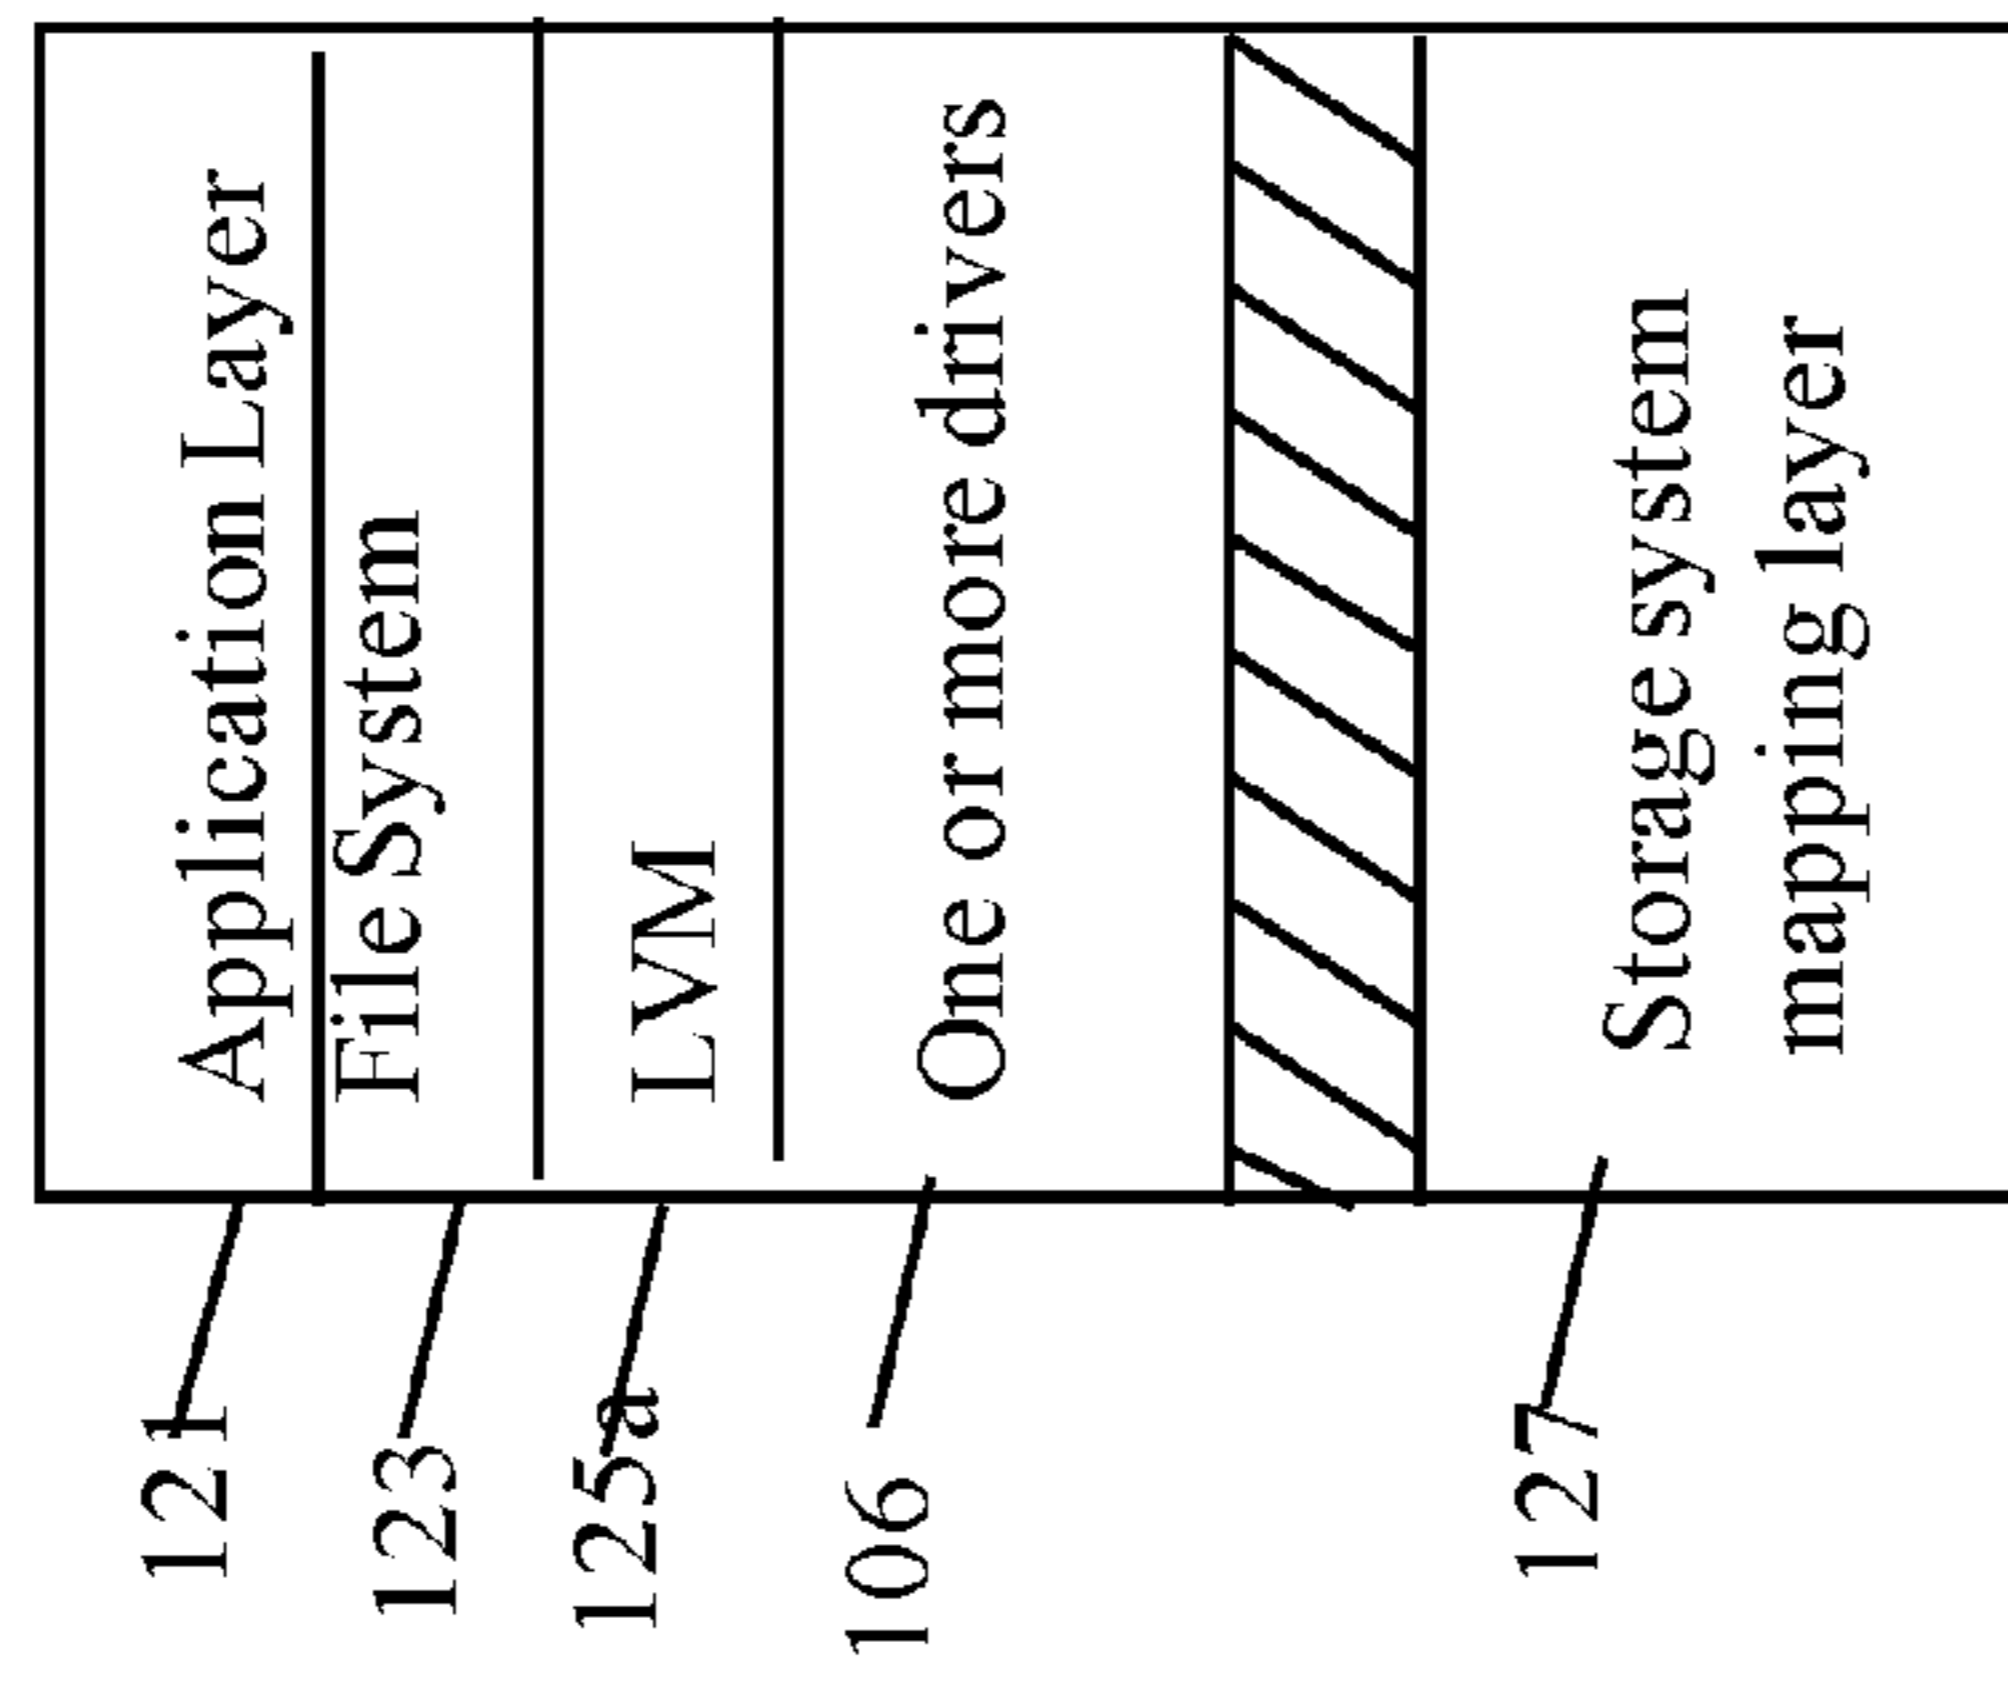 121
Application Layer
123
File System
125a
LVM
106
One or more drivers
127
Storage system
mapping layer